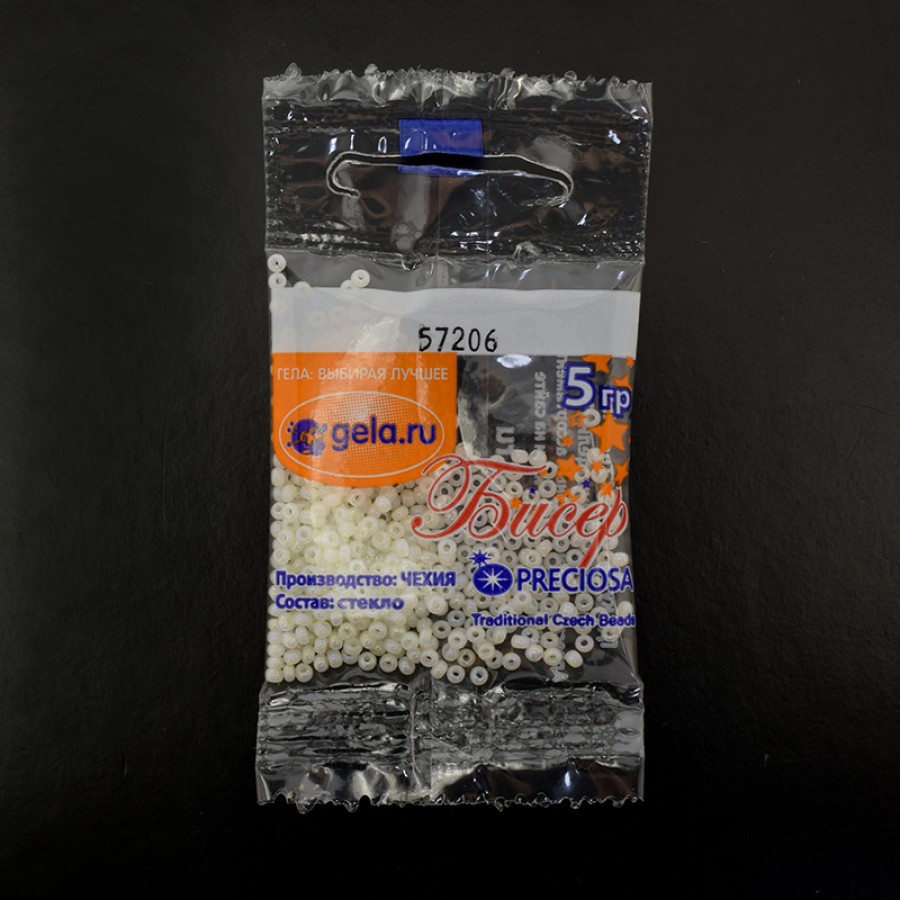 57206
ГЕЛА: ВЫБИРАЯ ЛУЧШЕЕ
5 гр
gela.ru
Бисер
Производство: ЧЕХИЯ
PRECIOSA
Состав: стекло
Traditional Czech Beads